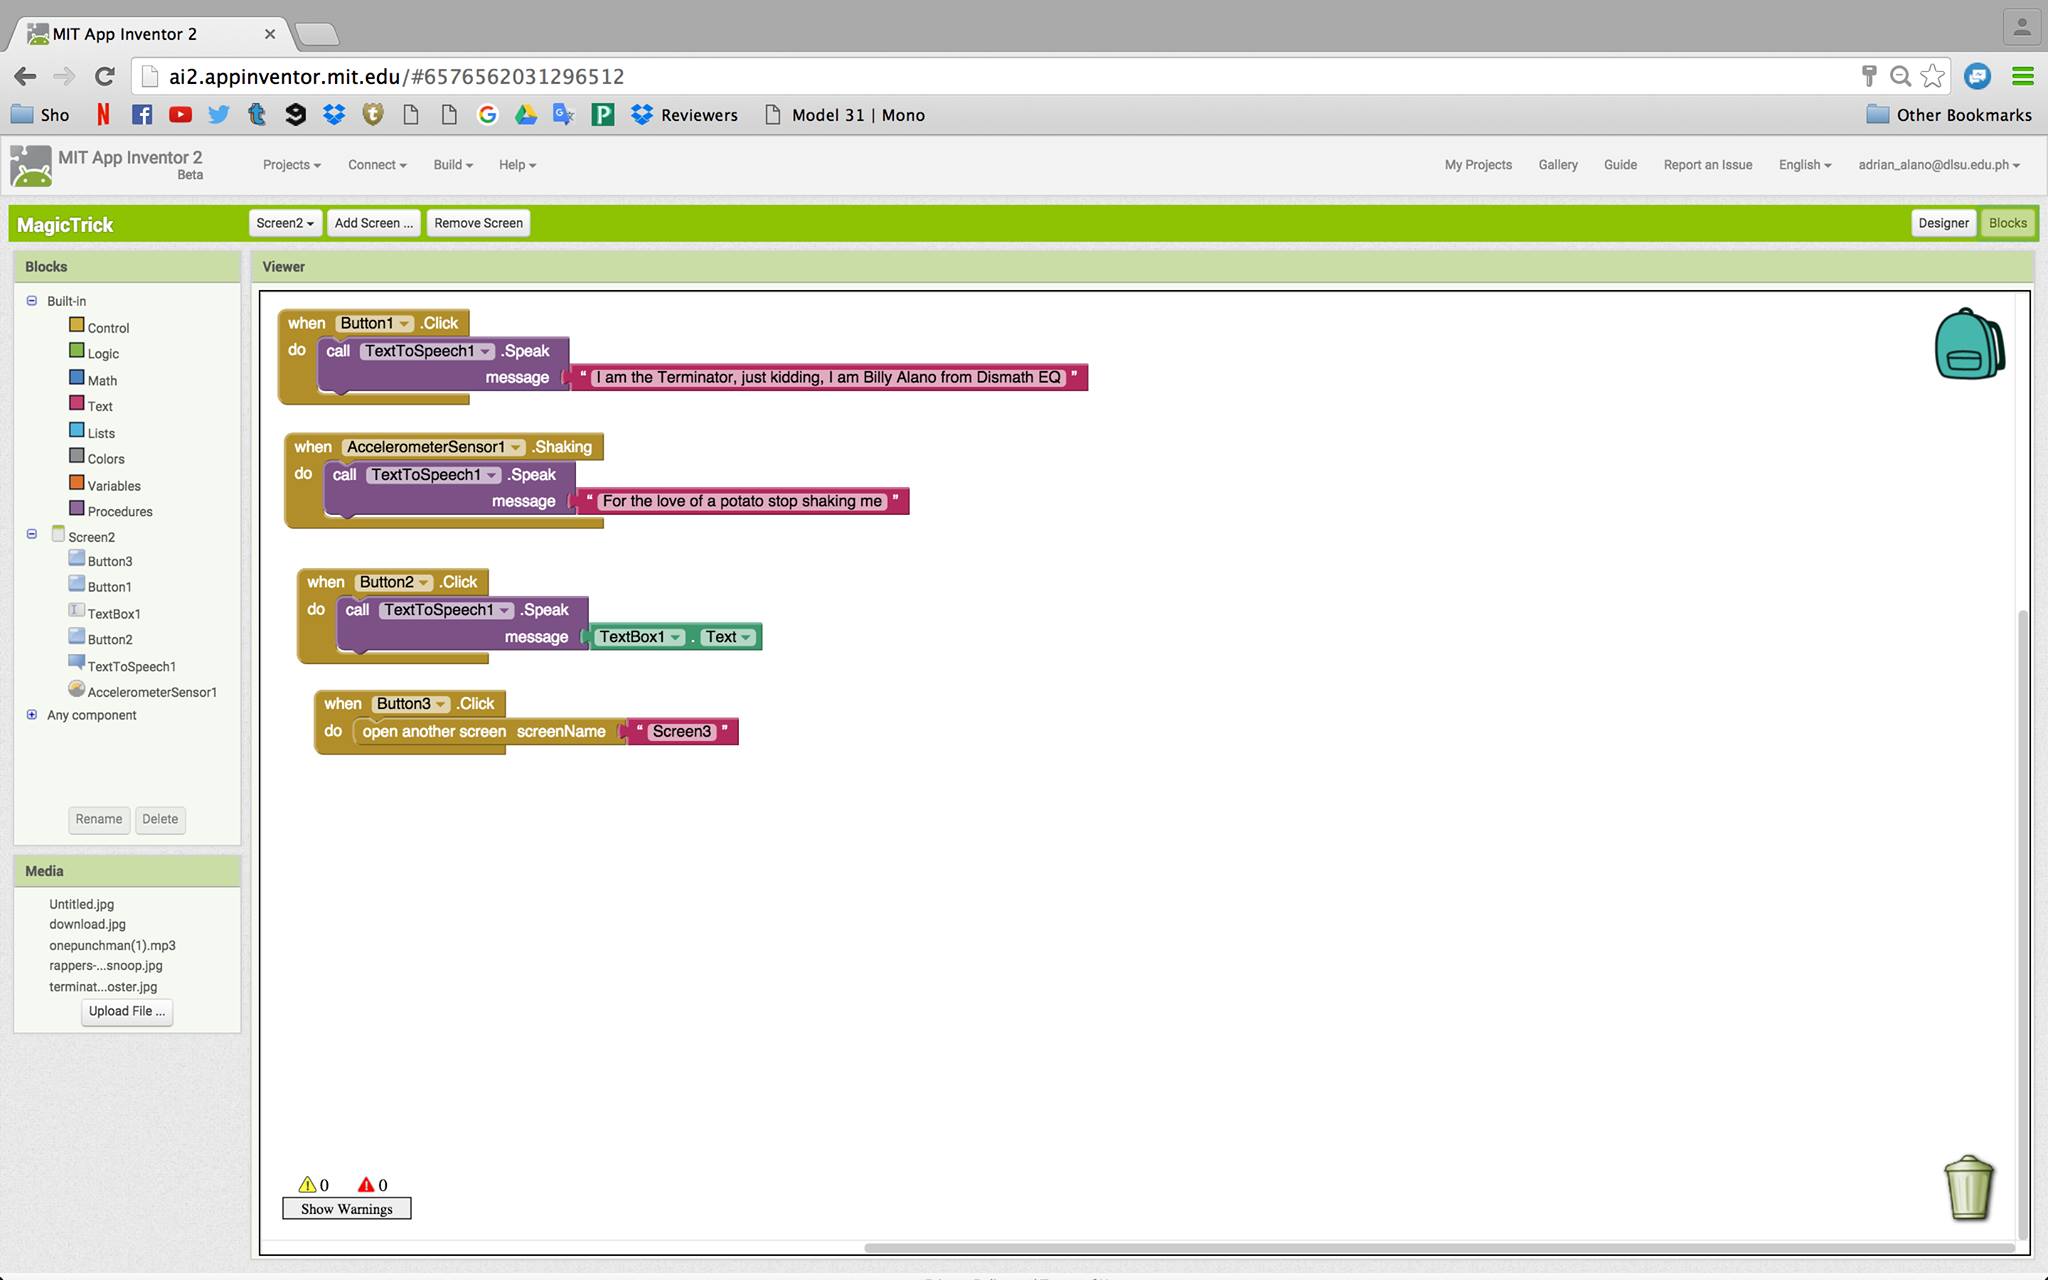 MIT App Inventor 2
ai2.appinventor.mit.edu/#6576562031296512
Sho
Reviewers
Model 31 | Mono
Other Bookmarks
MIT App Inventor 2
Beta
Projects Connect Build Help
My Projects Gallery Guide Report an Issue English adrian_alano@dlsu.edu.ph
MagicTrick
Screen2 Add Screen ... Remove Screen
Designer Blocks
Blocks
Built-in
Control
Logic
Math
Text
Lists
Colors
Variables
Procedures
Screen2
Button3
Button1
TextBox1
Button2
TextToSpeech1
AccelerometerSensor1
Any component
Rename Delete
Media
Untitled.jpg
download.jpg
onepunchman(1).mp3
rappers-...snoop.jpg
terminat...oster.jpg
Upload File ...
Viewer
when Button1 .Click
do call TextToSpeech1 .Speak
message " I am the Terminator, just kidding, I am Billy Alano from Dismath EQ "
when AccelerometerSensor1 .Shaking
do call TextToSpeech1 .Speak
message " For the love of a potato stop shaking me "
when Button2 .Click
do call TextToSpeech1 .Speak
message TextBox1 . Text
when Button3 .Click
do open another screen screenName " Screen3 "
0 0
Show Warnings